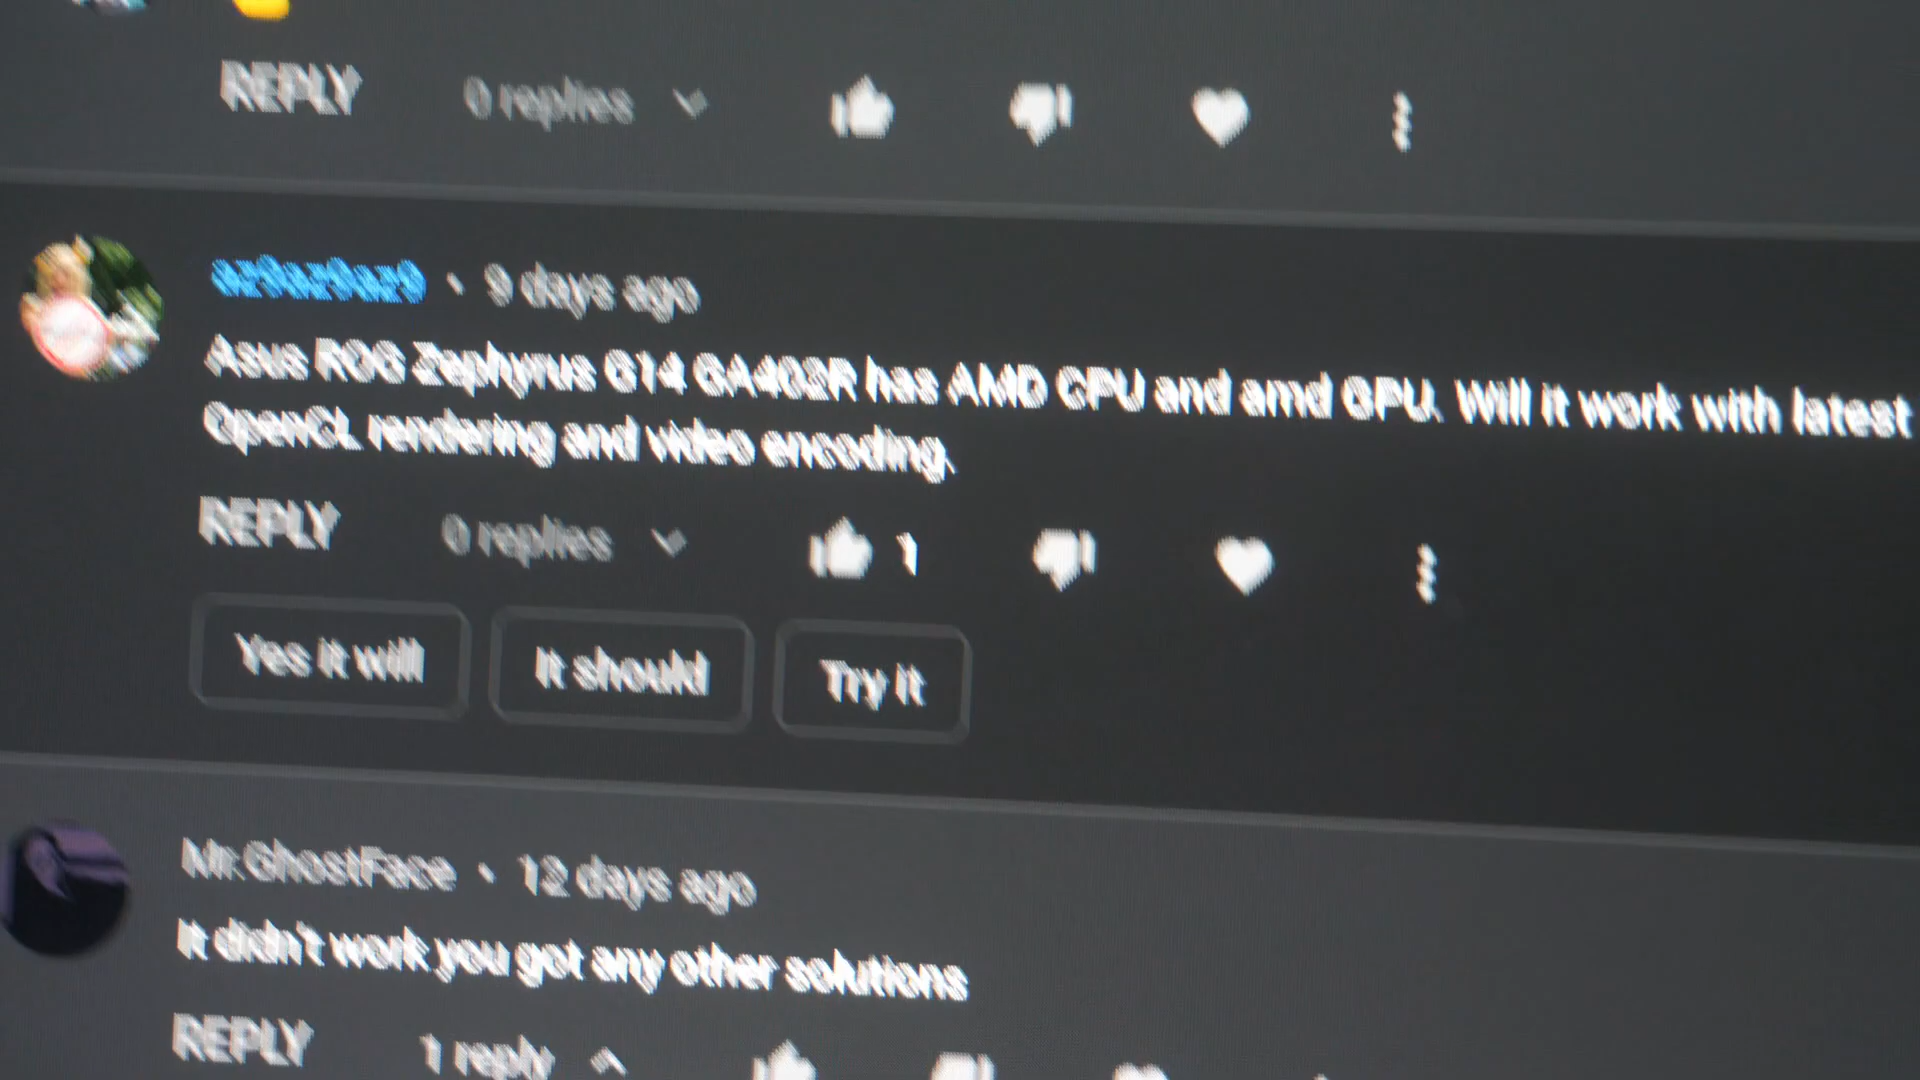 REPLY 0 replies
az9az9az9 • 9 days ago
Asus ROG Zephyrus G14 GA402R has AMD CPU and amd GPU. Will it work with latest
OpenCL rendering and video encoding.
REPLY 0 replies 1
Yes it will It should Try it
Mr.GhostFace • 12 days ago
It didn't work you got any other solutions
REPLY 1 reply